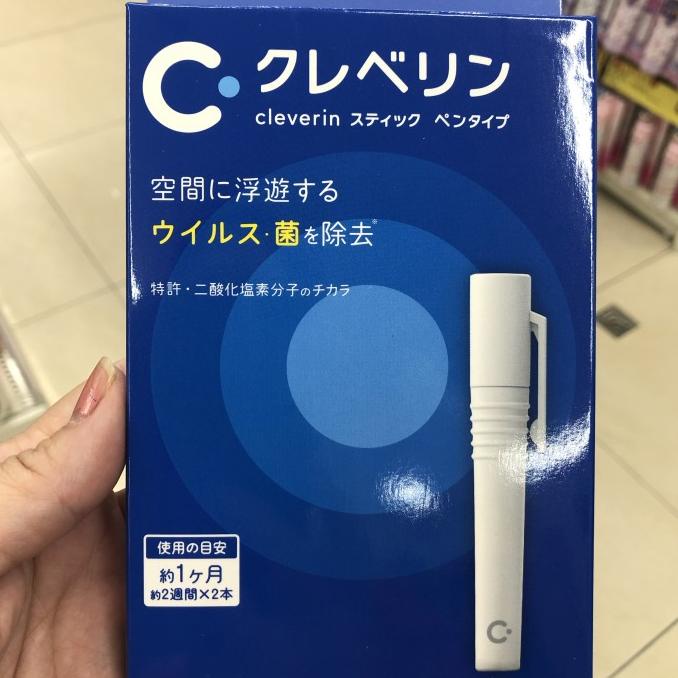 クレベリン
cleverin スティック ペンタイプ
空間に浮遊する
ウイルス・菌を除去※
特許・二酸化塩素分子のチカラ
使用の目安
約1ヶ月
約2週間×2本